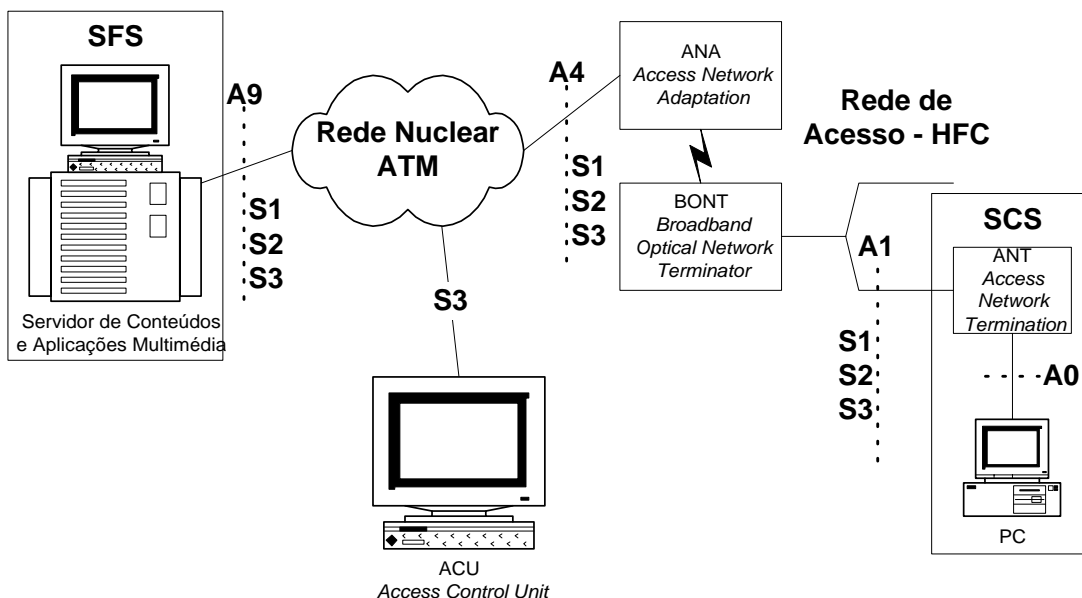 SFS
Servidor de Conteúdos
e Aplicações Multimédia
A9
S1
S2
S3
Rede Nuclear
ATM
S3
ACU
Access Control Unit
A4
S1
S2
S3
ANA
Access Network
Adaptation
BONT
Broadband
Optical Network
Terminator
Rede de
Acesso - HFC
A1
S1
S2
S3
SCS
ANT
Access
Network
Termination
A0
PC